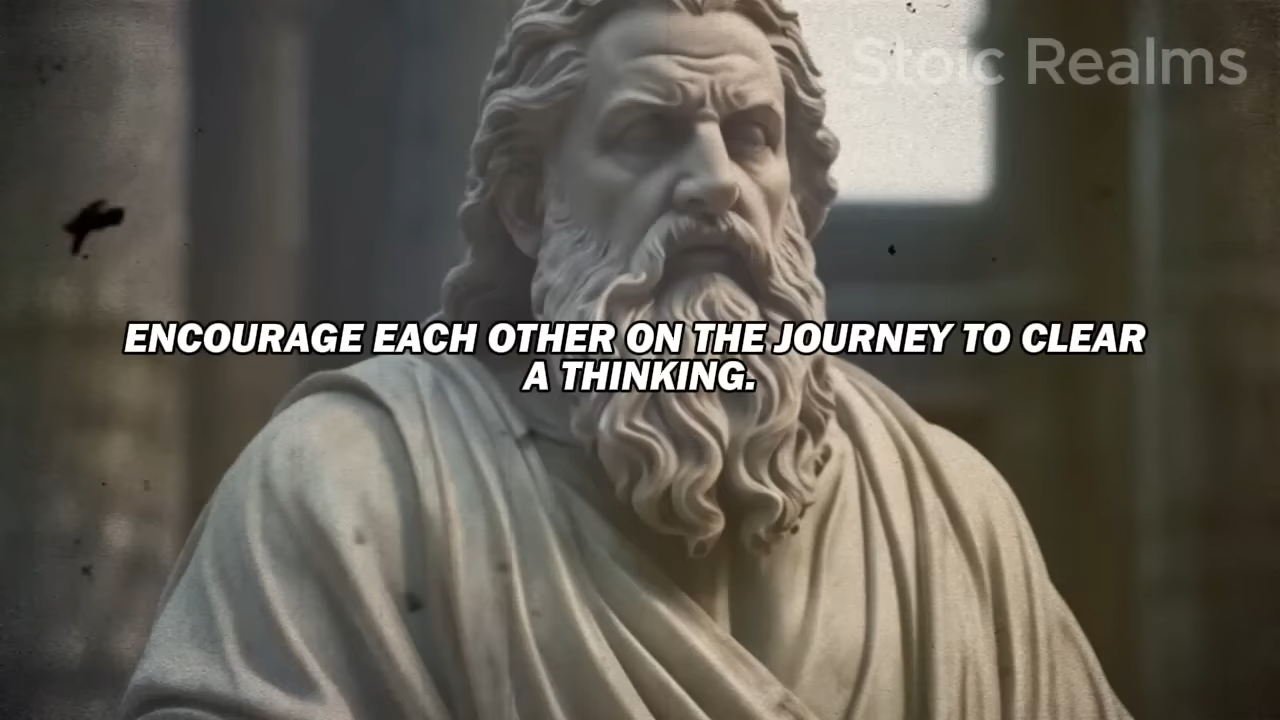 Stoic Realms
ENCOURAGE EACH OTHER ON THE JOURNEY TO CLEAR
A THINKING.